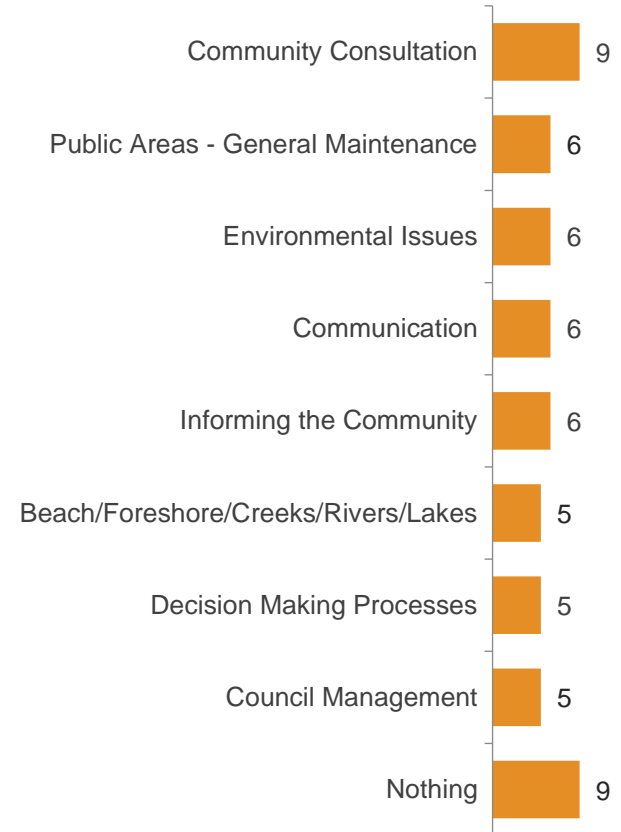 Community Consultation 9
Public Areas - General Maintenance 6
Environmental Issues 6
Communication 6
Informing the Community 6
Beach/Foreshore/Creeks/Rivers/Lakes 5
Decision Making Processes 5
Council Management 5
Nothing 9